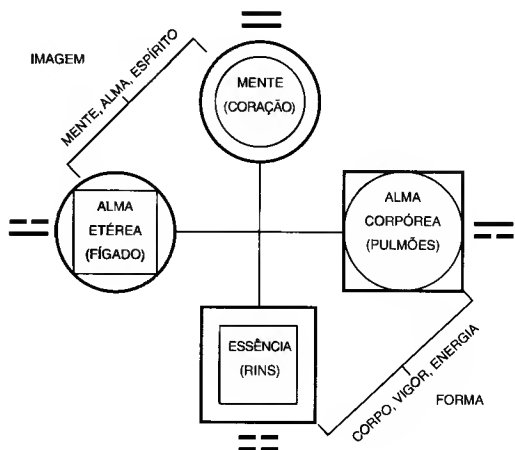 IMAGEM
MENTE, ALMA, ESPÍRITO
MENTE
(CORAÇÃO)
ALMA
ETÉREA
(FÍGADO)
ALMA
CORPÓREA
(PULMÕES)
ESSÊNCIA
(RINS)
CORPO, VIGOR, ENERGIA
FORMA